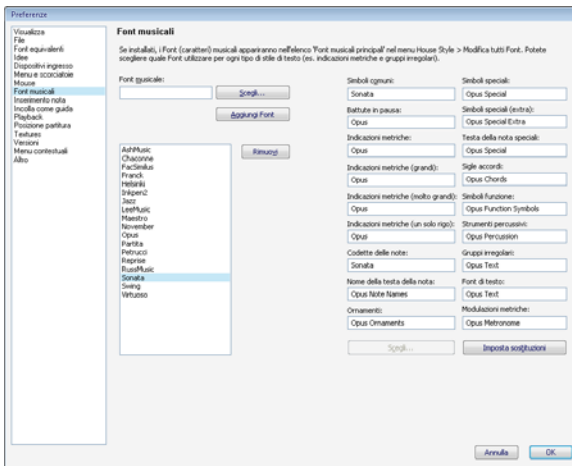 Preferenze
Visualizza
File
Font equivalenti
Idee
Dispositivi ingresso
Menu e scorciatoie
Mouse
Font musicali
Inserimento nota
Incolla come guida
Playback
Posizione partitura
Textures
Versioni
Menu contestuali
Altro
Font musicali
Se installati, i Font (caratteri) musicali appariranno nell'elenco 'Font musicali principali' nel menu House Style > Modifica tutti Font. Potete
scegliere quale Font utilizzare per ogni tipo di stile di testo (es. indicazioni metriche e gruppi irregolari).
Font musicale:
Scegli...
Aggiungi Font
AshMusic
Chaconne
FacSimilus
Franck
Helsinki
Inkpen2
Jazz
LeeMusic
Maestro
November
Opus
Partita
Petrucci
Reprise
RussMusic
Sonata
Swing
Virtuoso
Rimuovi
Simboli comuni:
Sonata
Battute in pausa:
Opus
Indicazioni metriche:
Opus
Indicazioni metriche (grandi):
Opus
Indicazioni metriche (molto grandi):
Opus
Indicazioni metriche (un solo rigo):
Opus
Codette delle note:
Sonata
Nome della testa della nota:
Opus Note Names
Ornamenti:
Opus Ornaments
Scegli...
Simboli speciali:
Opus Special
Simboli speciali (extra):
Opus Special Extra
Testa della nota speciali:
Opus Special
Sigle accordi:
Opus Chords
Simboli funzione:
Opus Function Symbols
Strumenti percussivi:
Opus Percussion
Gruppi irregolari:
Opus Text
Font di testo:
Opus Text
Modulazioni metriche:
Opus Metronome
Imposta sostituzioni
Annulla
OK